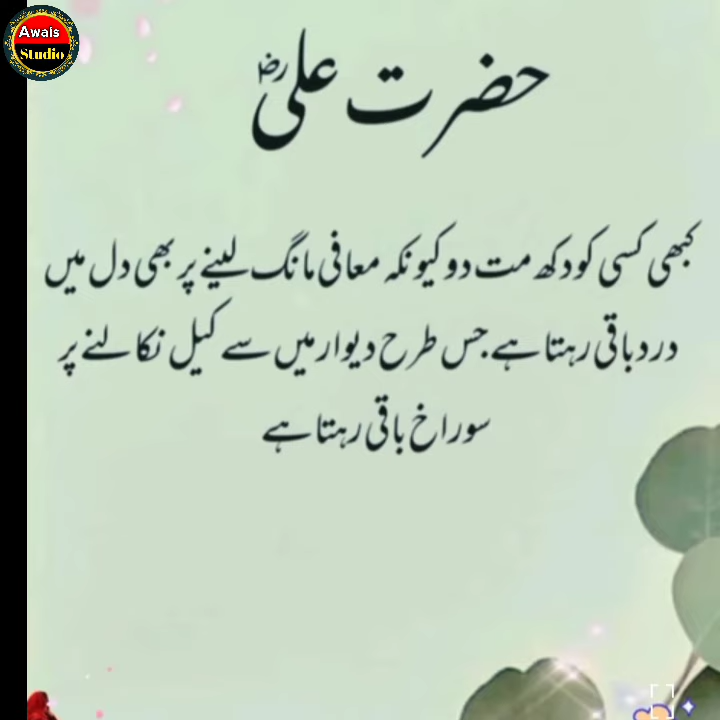 Awais
Studio
حضرت علیؓ
کبھی کسی کو دکھ مت دو کیونکہ معافی مانگ لینے پر بھی دل میں
درد باقی رہتا ہے۔جس طرح دیوار میں سے کیل نکالنے پر
سوراخ باقی رہتا ہے